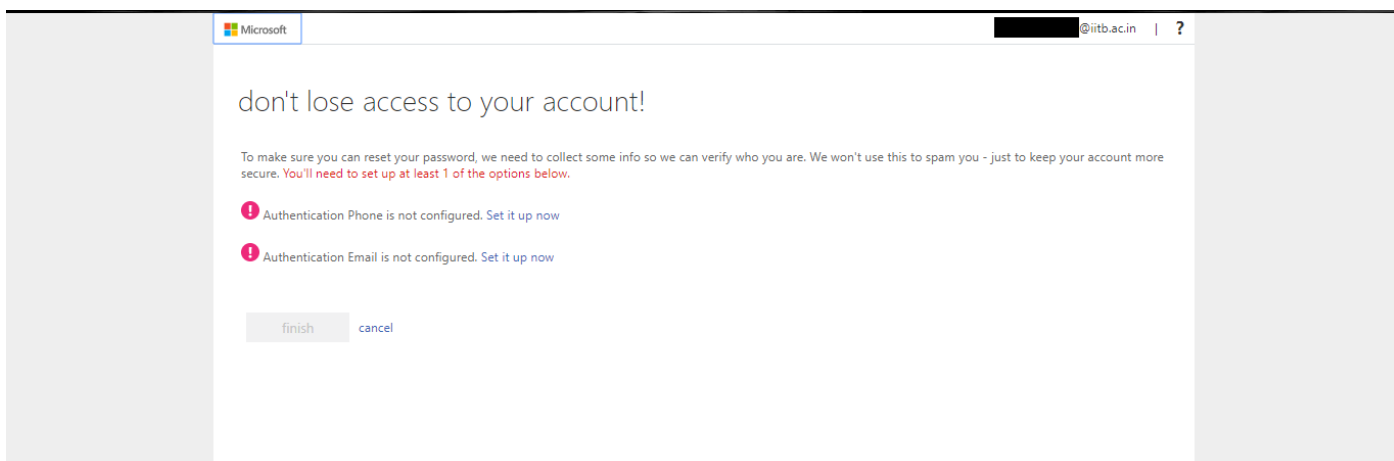 Microsoft
@iitb.ac.in | ?
don't lose access to your account!
To make sure you can reset your password, we need to collect some info so we can verify who you are. We won't use this to spam you - just to keep your account more
secure. You'll need to set up at least 1 of the options below.
! Authentication Phone is not configured. Set it up now
! Authentication Email is not configured. Set it up now
finish cancel